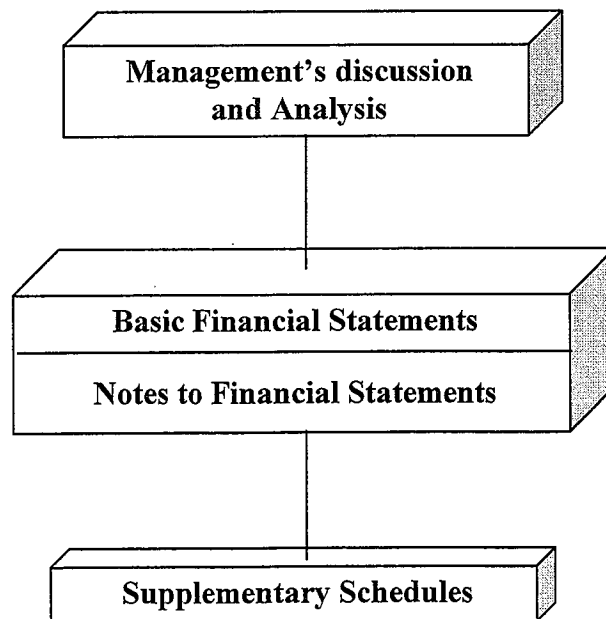 Management's discussion
and Analysis
Basic Financial Statements
Notes to Financial Statements
Supplementary Schedules